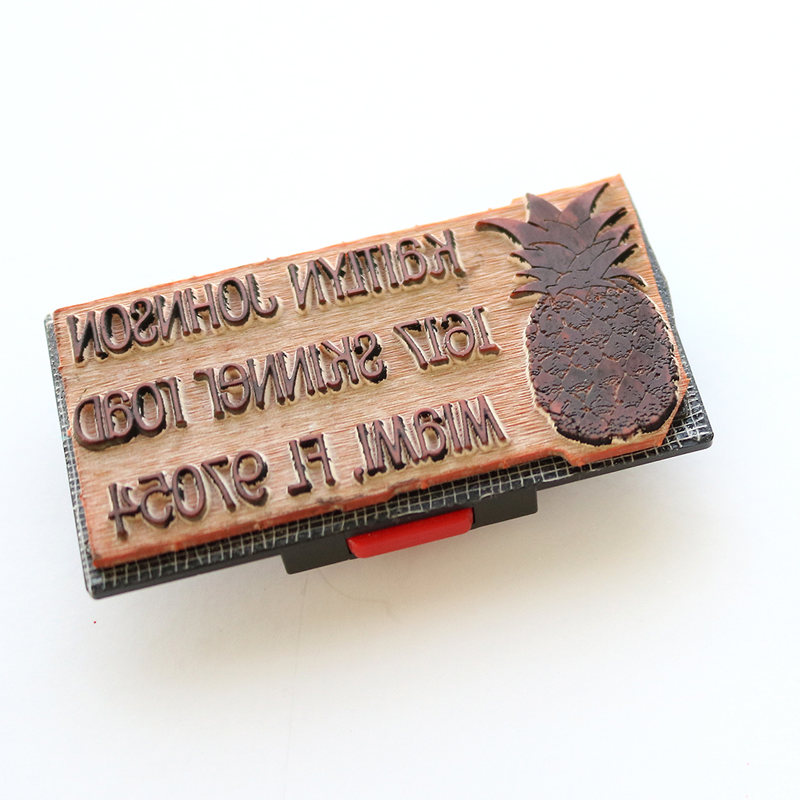 KaITLYN JOHNSON
1617 SKINNer rOaD
MIaMI, FL 97054